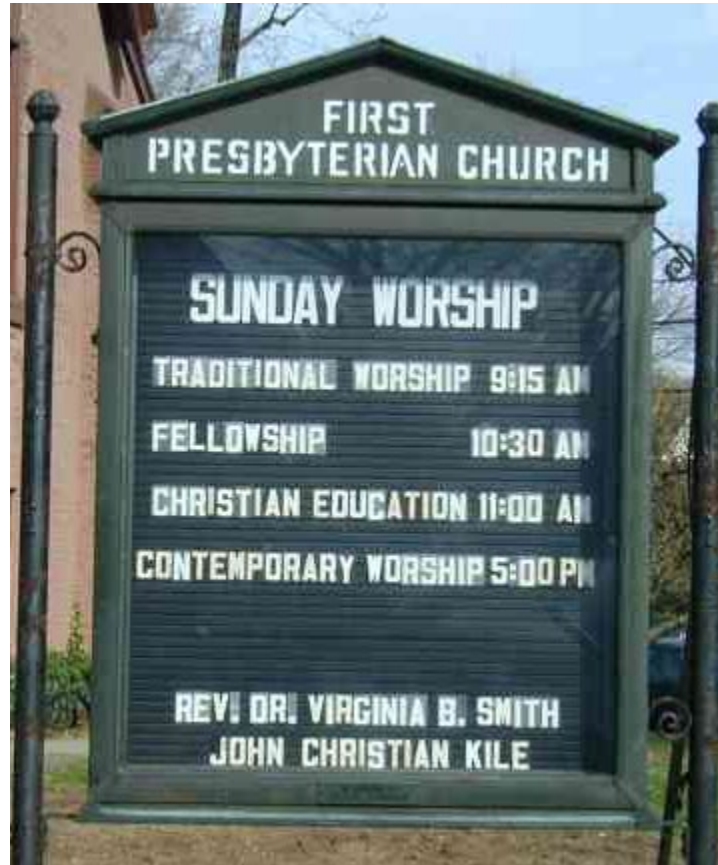 FIRST
PRESBYTERIAN CHURCH
SUNDAY WORSHIP
TRADITIONAL WORSHIP 9:15 AM
FELLOWSHIP 10:30 AM
CHRISTIAN EDUCATION 11:00 AM
CONTEMPORARY WORSHIP 5:00 PM
REV. DR. VIRGINIA B. SMITH
JOHN CHRISTIAN KILE